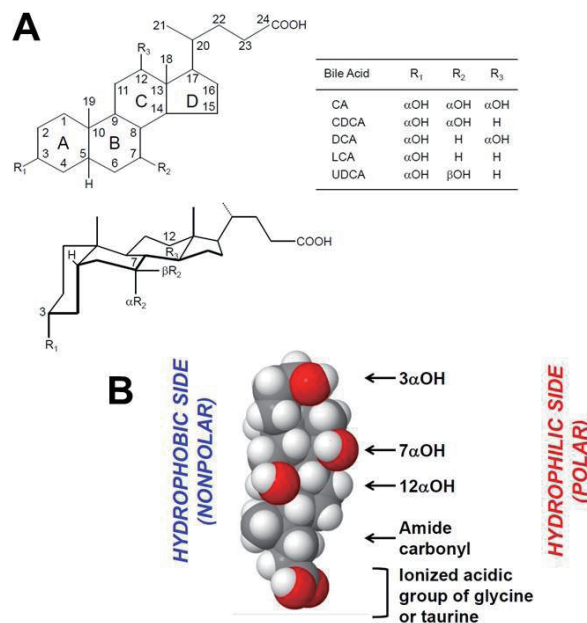 A
21
22
24
COOH
R3
20
23
18
12
17
11
13
16
19
C
D
14
15
1
9
2
10
8
A
B
3
5
7
4
6
R1
H
R2
Bile Acid R1 R2 R3
CA αOH αOH αOH
CDCA αOH αOH H
DCA αOH H αOH
LCA αOH H H
UDCA αOH βOH H
12
COOH
H
R3
7
βR2
αR2
3
R1
B
HYDROPHOBIC SIDE
(NONPOLAR)
3αOH
7αOH
12αOH
Amide
carbonyl
Ionized acidic
group of glycine
or taurine
HYDROPHILIC SIDE
(POLAR)